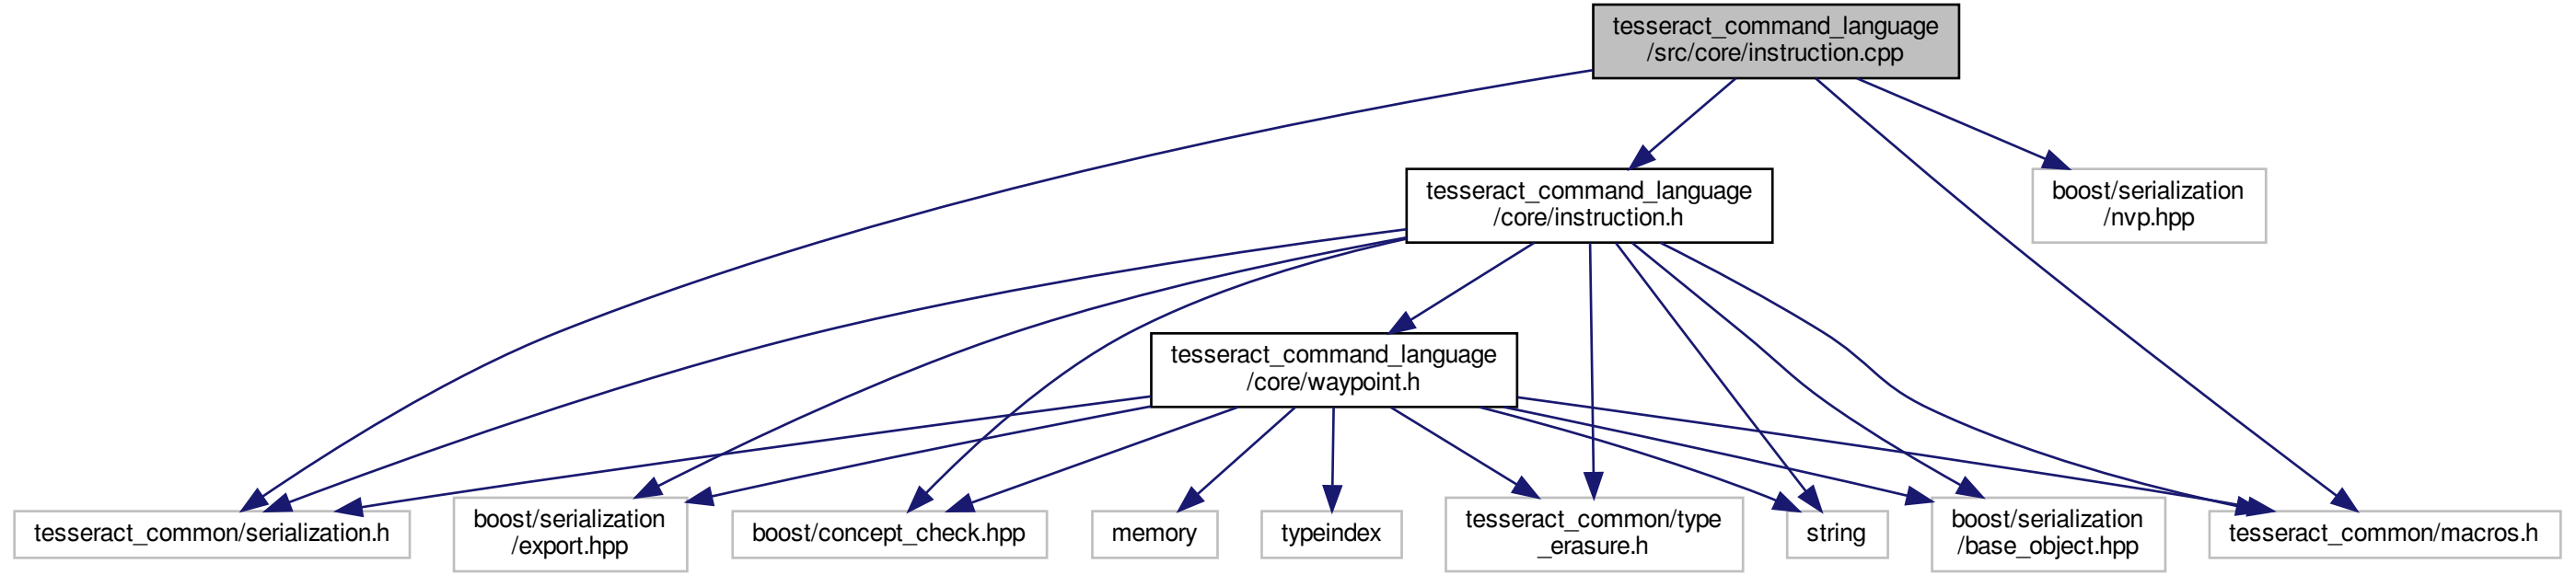 tesseract_command_language
/src/core/instruction.cpp
tesseract_command_language
/core/instruction.h
boost/serialization
/nvp.hpp
tesseract_command_language
/core/waypoint.h
tesseract_common/serialization.h
boost/serialization
/export.hpp
boost/concept_check.hpp
memory
typeindex
tesseract_common/type
_erasure.h
string
boost/serialization
/base_object.hpp
tesseract_common/macros.h